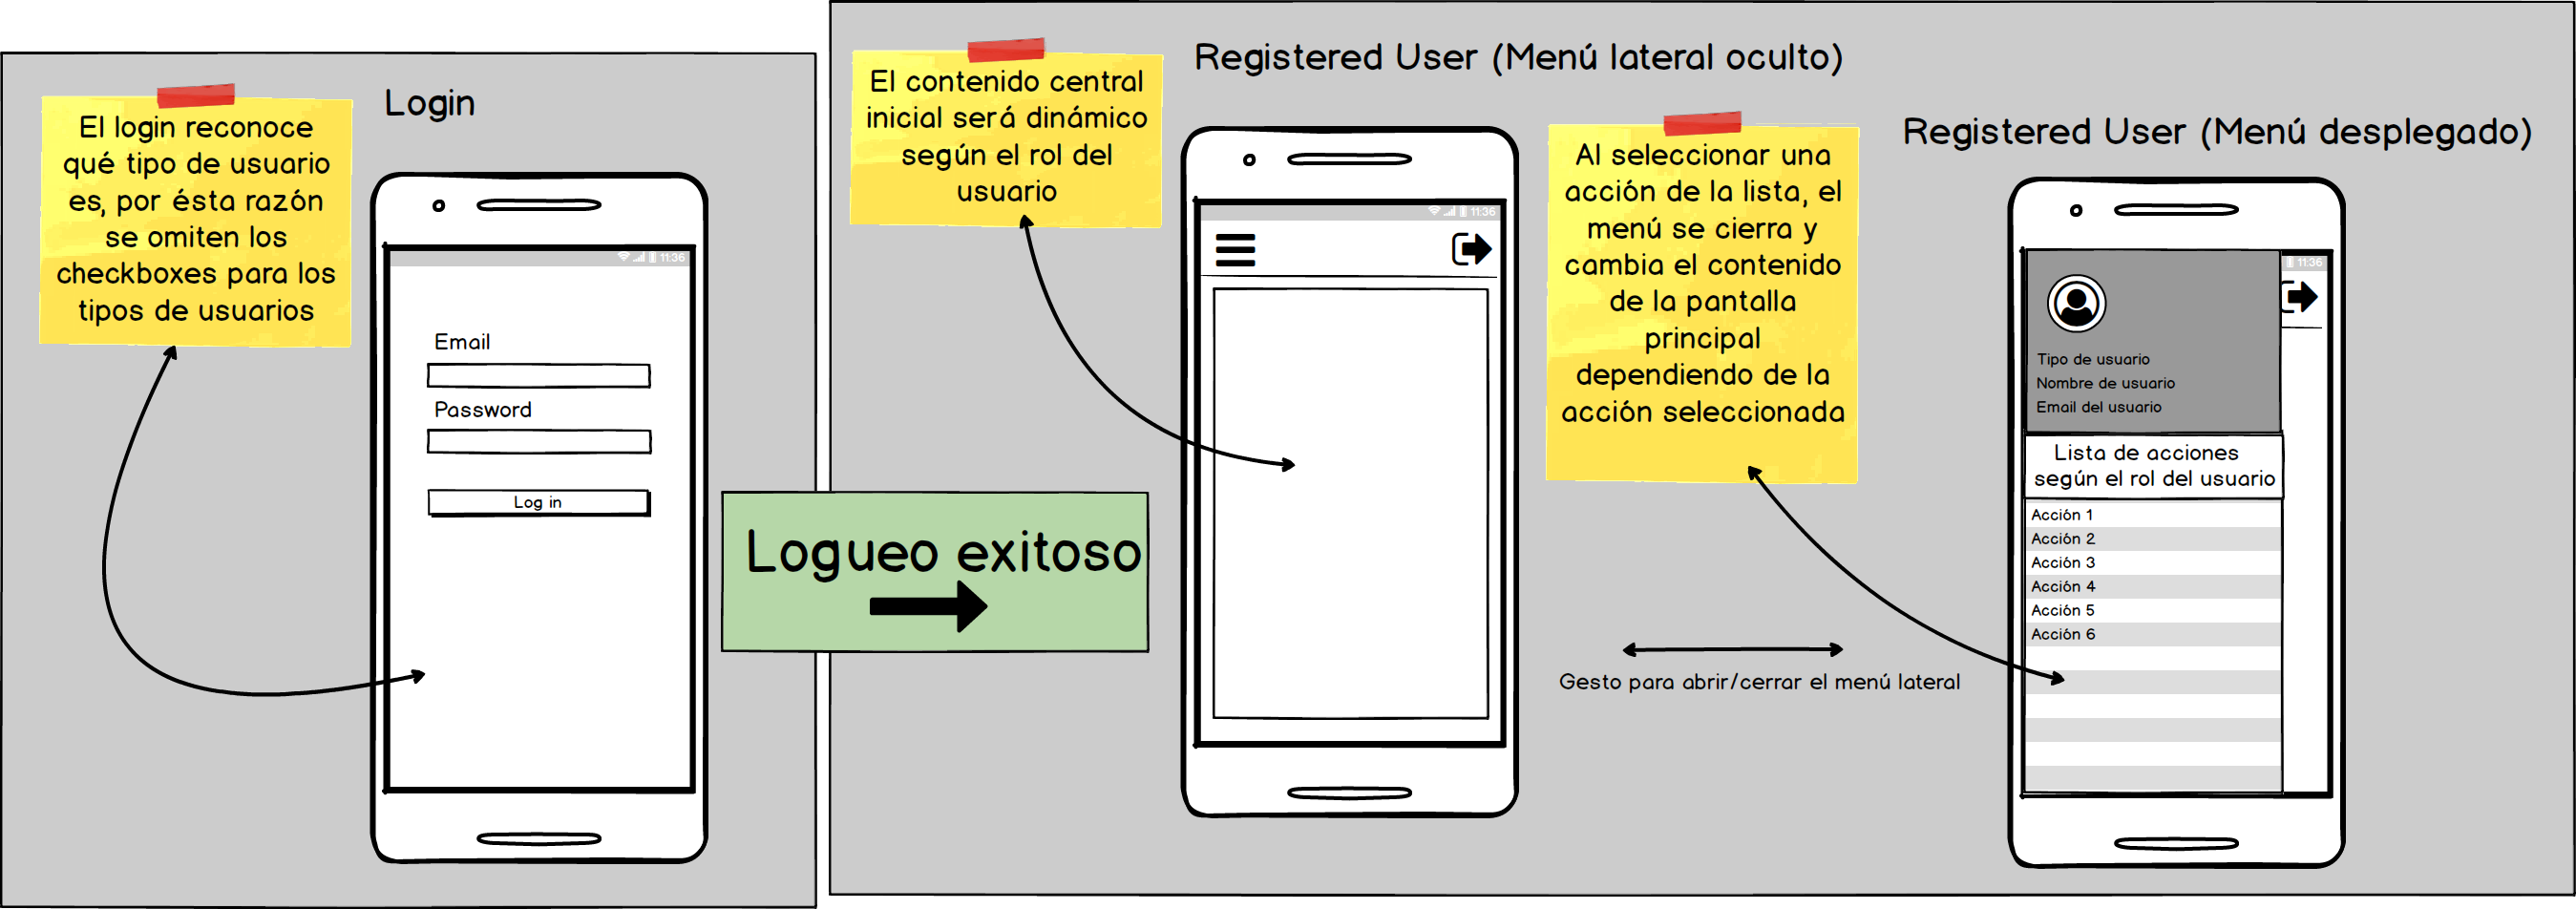 El login reconoce
qué tipo de usuario
es, por ésta razón
se omiten los
checkboxes para los
tipos de usuarios
Login
11:36
Email
Password
Log in
Logueo exitoso
El contenido central
inicial será dinámico
según el rol del
usuario
Registered User (Menú lateral oculto)
11:36
Al seleccionar una
acción de la lista, el
menú se cierra y
cambia el contenido
de la pantalla
principal
dependiendo de la
acción seleccionada
Gesto para abrir/cerrar el menú lateral
Registered User (Menú desplegado)
11:36
Tipo de usuario
Nombre de usuario
Email del usuario
Lista de acciones
según el rol del usuario
Acción 1
Acción 2
Acción 3
Acción 4
Acción 5
Acción 6